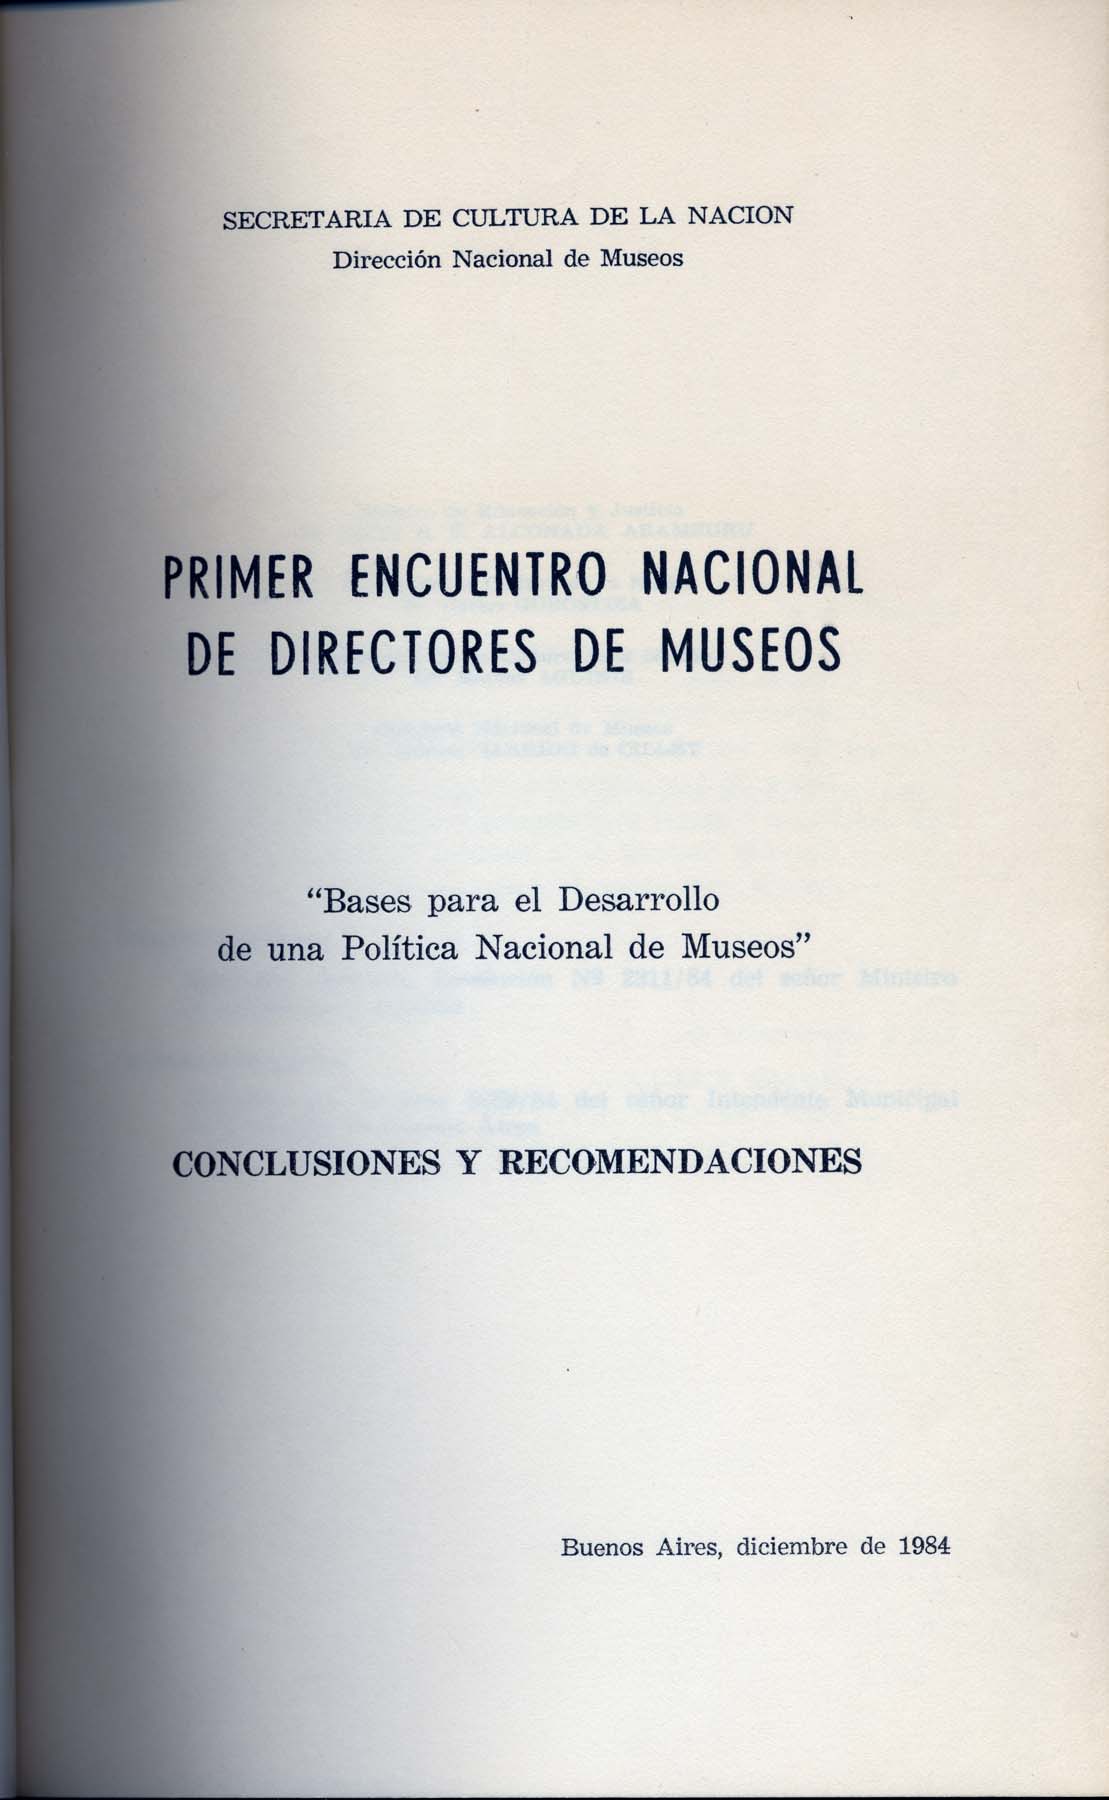 SECRETARIA DE CULTURA DE LA NACION
Dirección Nacional de Museos
PRIMER ENCUENTRO NACIONAL
DE DIRECTORES DE MUSEOS
“Bases para el Desarrollo
de una Política Nacional de Museos”
CONCLUSIONES Y RECOMENDACIONES
Buenos Aires, diciembre de 1984